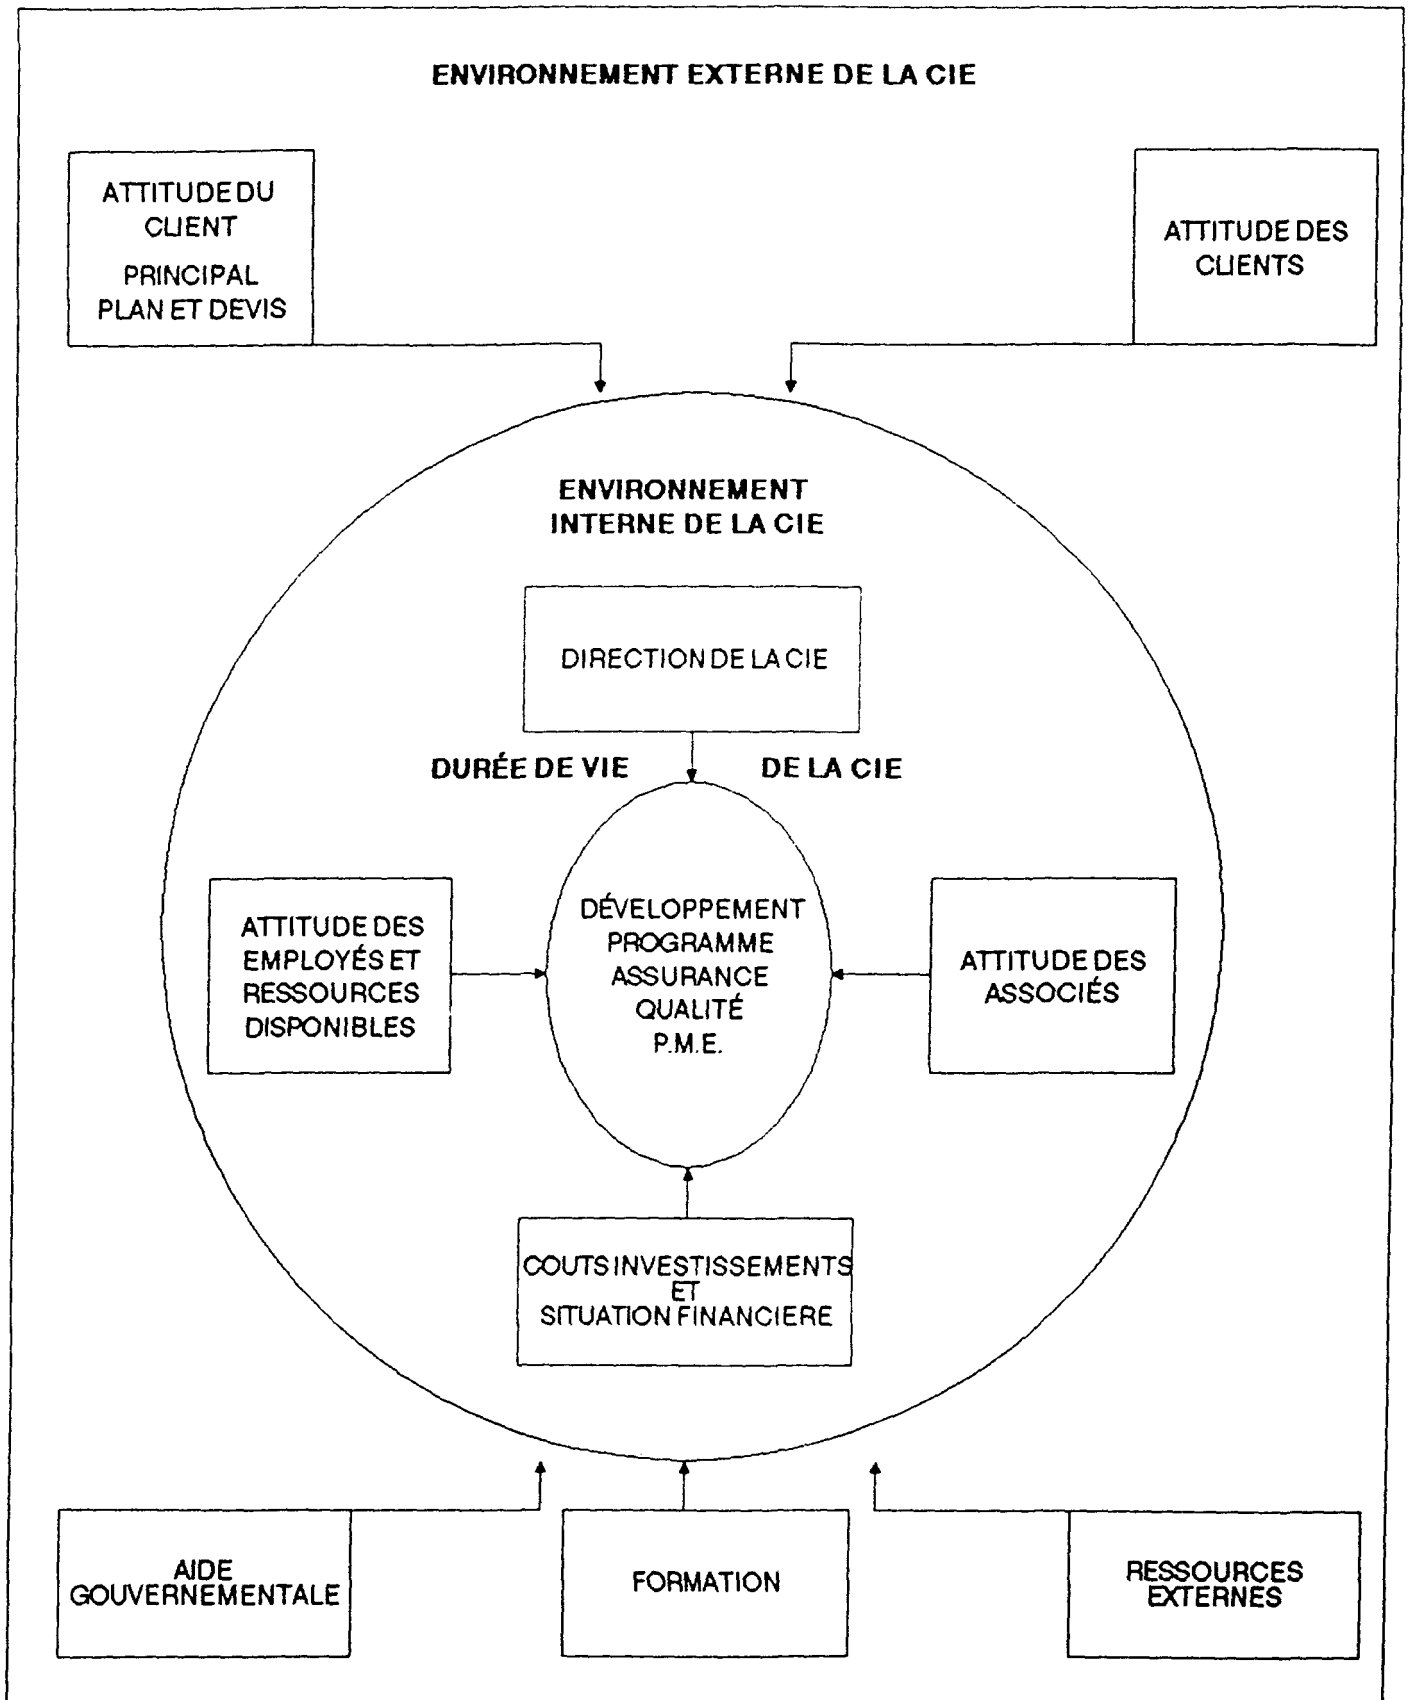 ENVIRONNEMENT EXTERNE DE LA CIE
ATTITUDE DU
CLIENT
PRINCIPAL
PLAN ET DEVIS
ATTITUDE DES
CLIENTS
ENVIRONNEMENT
INTERNE DE LA CIE
DIRECTION DE LA CIE
DURÉE DE VIE DE LA CIE
ATTITUDE DES
EMPLOYÉS ET
RESSOURCES
DISPONIBLES
DÉVELOPPEMENT
PROGRAMME
ASSURANCE
QUALITÉ
P.M.E.
ATTITUDE DES
ASSOCIÉS
COUTS INVESTISSEMENTS
ET
SITUATION FINANCIERE
AIDE
GOUVERNEMENTALE
FORMATION
RESSOURCES
EXTERNES